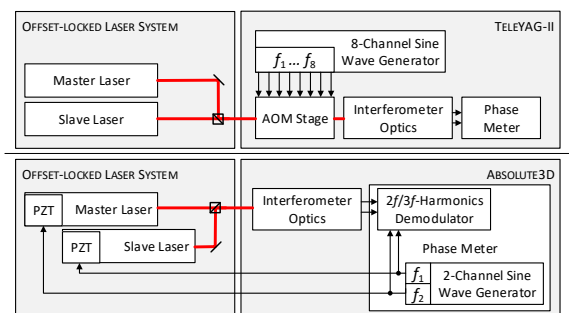 OFFSET-LOCKED LASER SYSTEM
TELEYAG-II
Master Laser
Slave Laser
8-Channel Sine
Wave Generator
f1 ... f8
AOM Stage
Interferometer
Optics
Phase
Meter
OFFSET-LOCKED LASER SYSTEM
ABSOLUTE3D
PZT
Master Laser
PZT
Slave Laser
Interferometer
Optics
2f/3f-Harmonics
Demodulator
Phase Meter
f1
f2
2-Channel Sine
Wave Generator